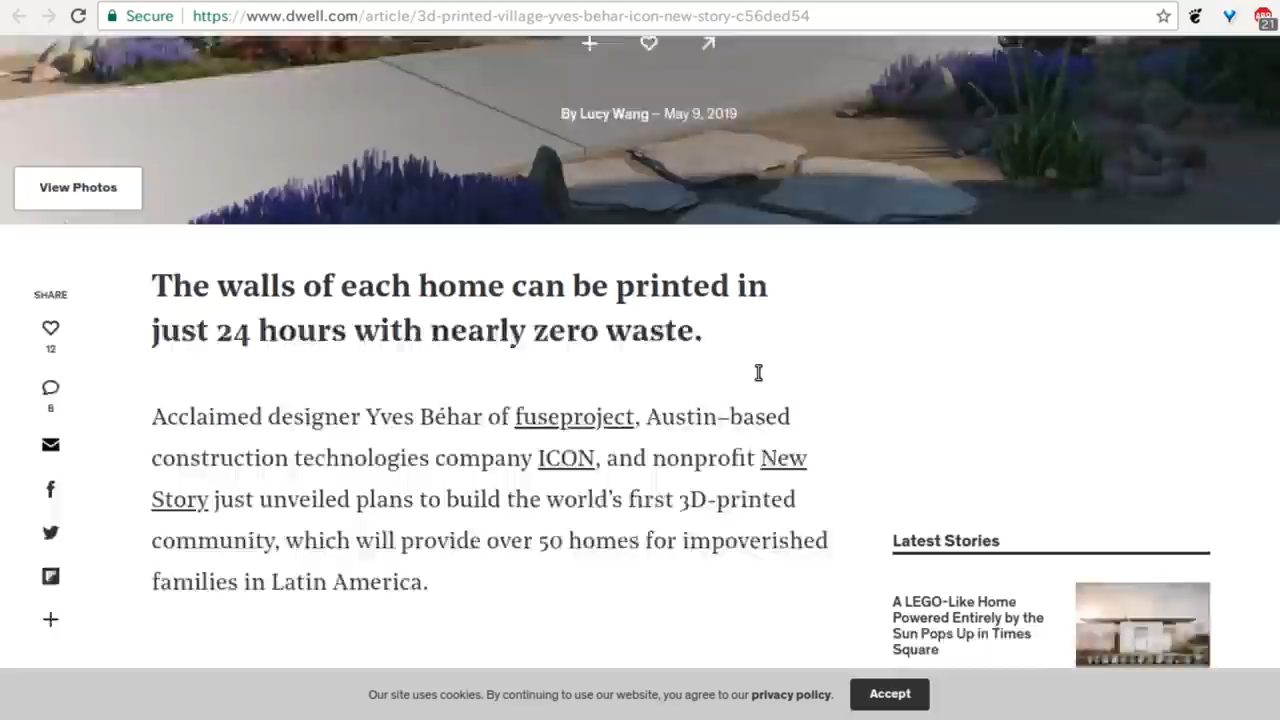 Secure https://www.dwell.com/article/3d-printed-village-yves-behar-icon-new-story-c56ded54
21
By Lucy Wang – May 9, 2019
View Photos
The walls of each home can be printed in
just 24 hours with nearly zero waste.
SHARE
12
Acclaimed designer Yves Béhar of fuseproject, Austin–based
construction technologies company ICON, and nonprofit New
Story just unveiled plans to build the world's first 3D-printed
community, which will provide over 50 homes for impoverished
families in Latin America.
Latest Stories
A LEGO-Like Home
Powered Entirely by the
Sun Pops Up in Times
Square
Our site uses cookies. By continuing to use our website, you agree to our privacy policy.
Accept